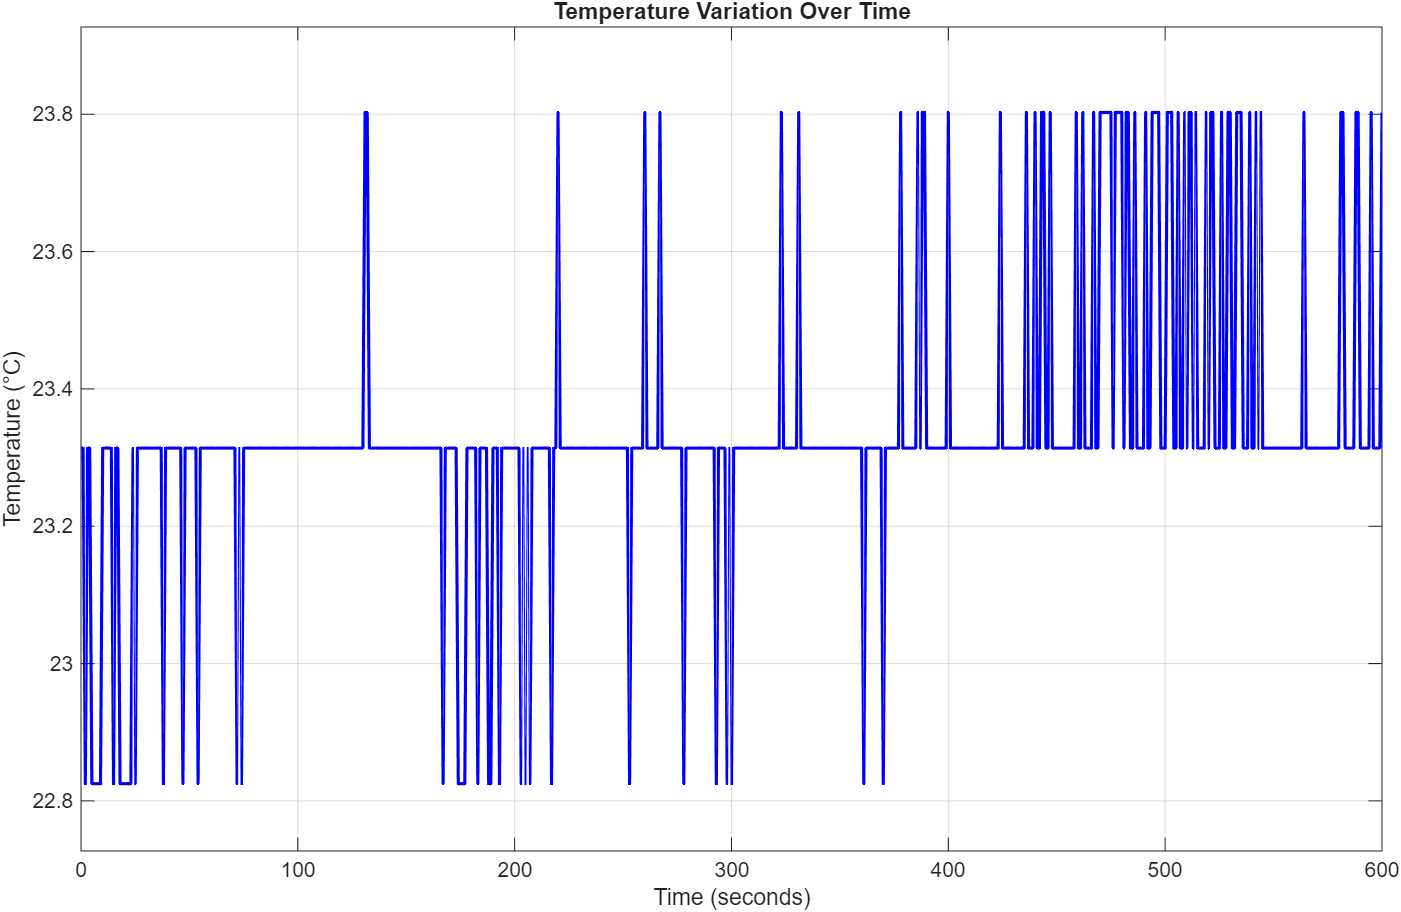 Temperature Variation Over Time
Temperature (°C)
23.8
23.6
23.4
23.2
23
22.8
0 100 200 300 400 500 600
Time (seconds)